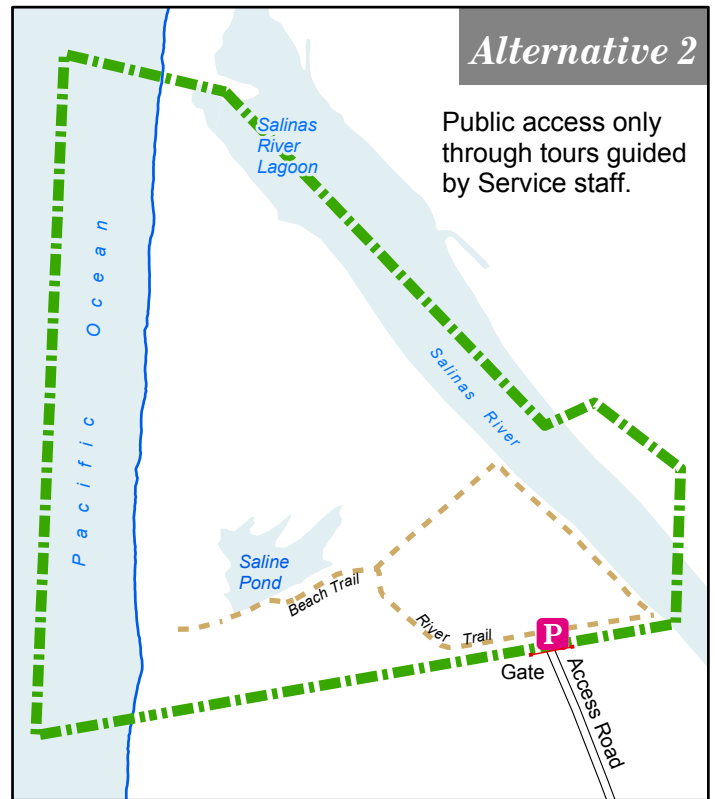 Alternative 2
Public access only
through tours guided
by Service staff.
Salinas
River
Lagoon
Pacific Ocean
Salinas River
Saline
Pond
Beach Trail
River Trail
P
Gate
Access Road